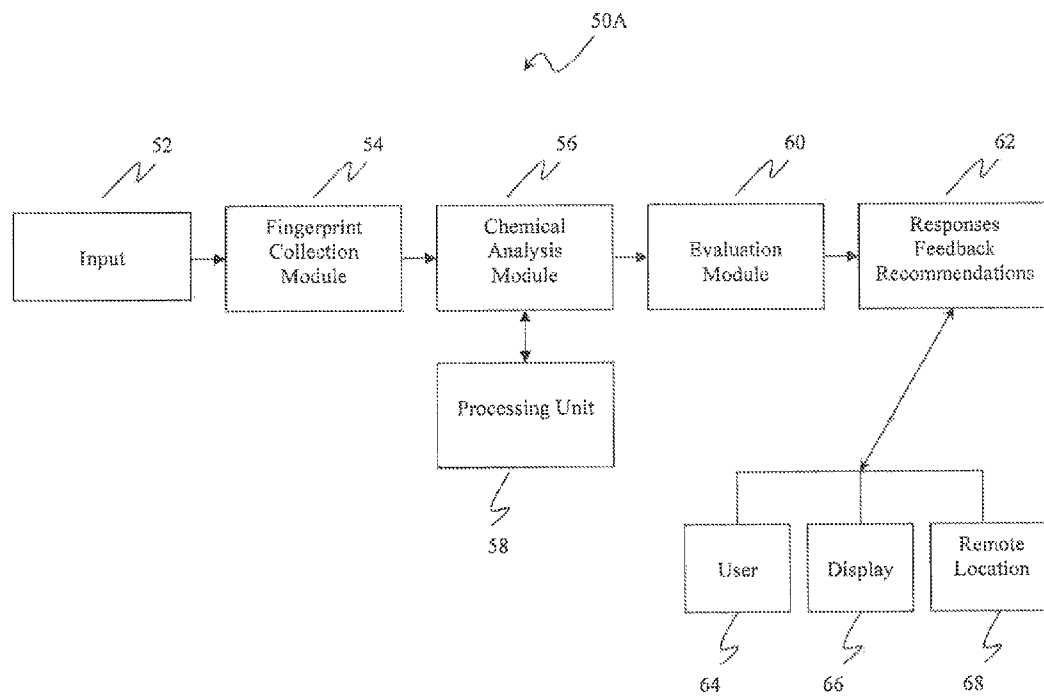 50A
52
54
56
60
62
Input
Fingerprint
Collection
Module
Chemical
Analysis
Module
Evaluation
Module
Responses
Feedback
Recommendations
Processing Unit
58
User
Display
Remote
Location
64
66
68